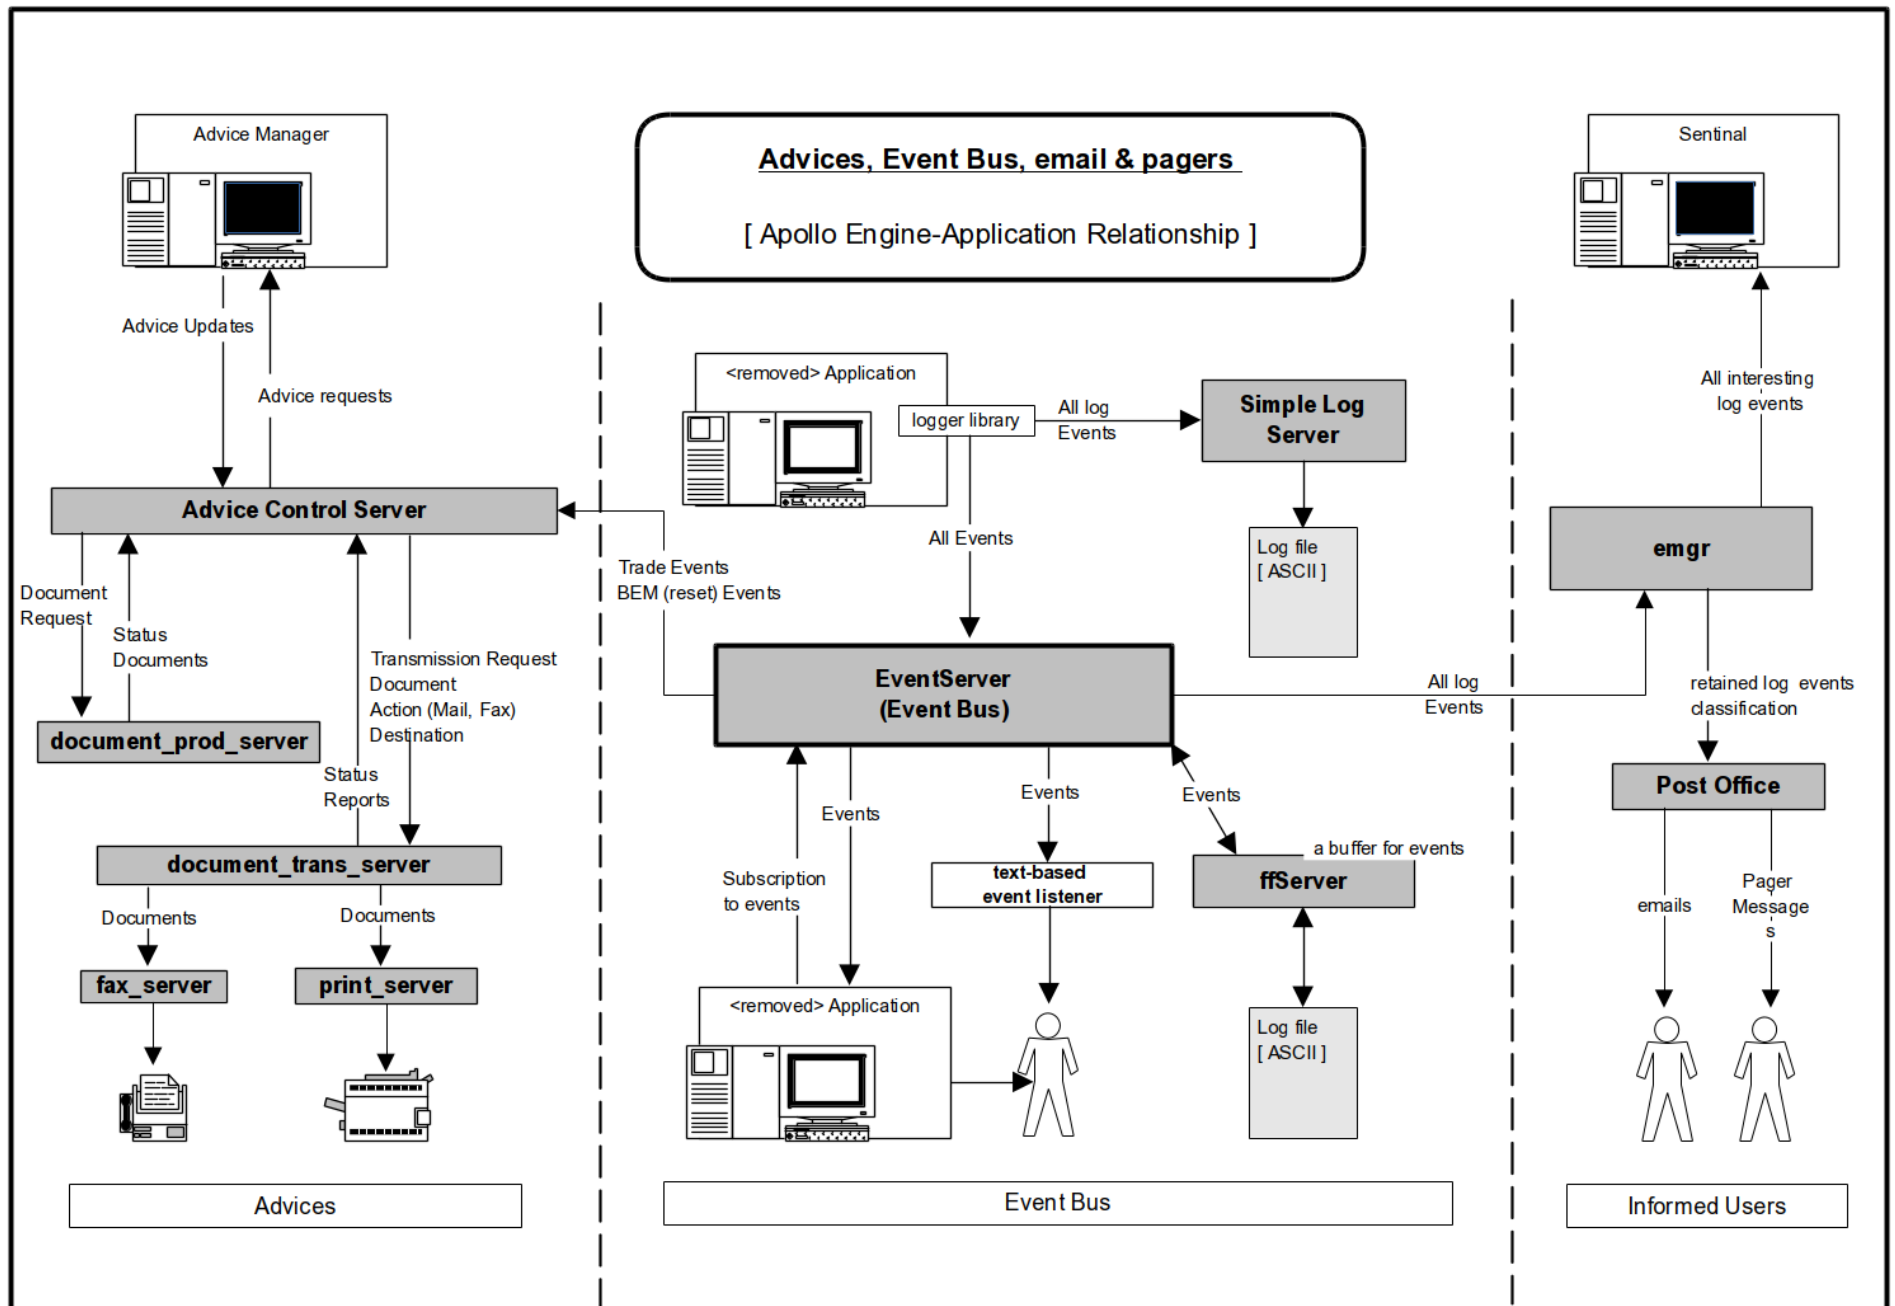 Advices, Event Bus, email & pagers
[ Apollo Engine-Application Relationship ]
Advice Manager
Advice Updates
Advice requests
Advice Control Server
Document
Request
Status
Documents
document_prod_server
Transmission Request
Document
Action (Mail, Fax)
Destination
Status
Reports
document_trans_server
Documents
Documents
fax_server
print_server
Advices
<removed> Application
logger library
All log
Events
Simple Log
Server
Log file
[ ASCII ]
All Events
Trade Events
BEM (reset) Events
EventServer
(Event Bus)
All log
Events
Subscription
to events
Events
Events
Events
text-based
event listener
a buffer for events
ffServer
Log file
[ ASCII ]
<removed> Application
Event Bus
Sentinal
All interesting
log events
emgr
retained log events
classification
Post Office
emails
Pager
Message
s
Informed Users